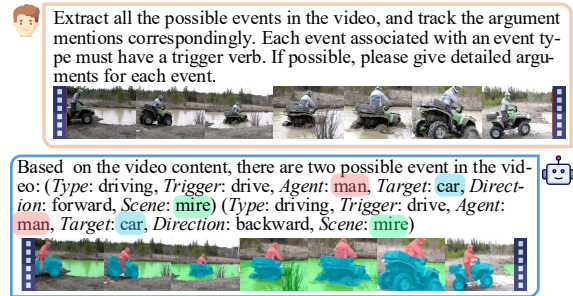 Extract all the possible events in the video, and track the argument
mentions correctly. Each event associated with an event ty-
pe must have a trigger verb. If possible, please give detailed argu-
ments for each event.
Based on the video content, there are two possible event in the vid-
eo: (Type: driving, Trigger: drive, Agent: man, Target: car, Direct-
ion: forward, Scene: mire) (Type: driving, Trigger: drive, Agent:
man, Target: car, Direction: backward, Scene: mire)